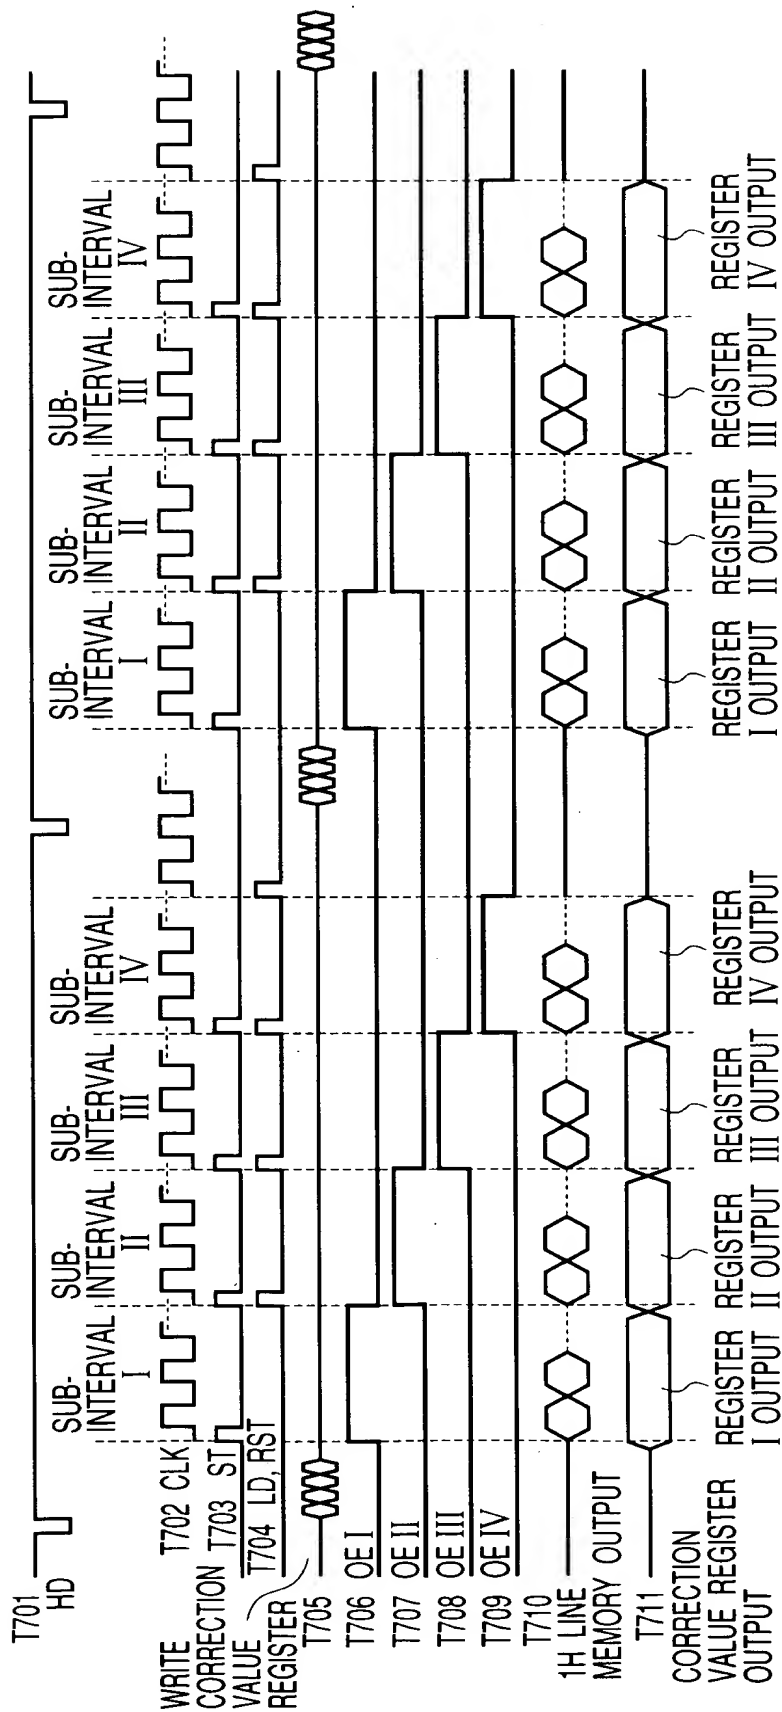 T701
HD
SUB-
INTERVAL
I
SUB-
INTERVAL
II
SUB-
INTERVAL
III
SUB-
INTERVAL
IV
SUB-
INTERVAL
I
SUB-
INTERVAL
II
SUB-
INTERVAL
III
SUB-
INTERVAL
IV
T702 CLK
T703 ST
T704 LD, RST
WRITE
CORRECTION
VALUE
REGISTER
T705
T706 OE I
T707 OE II
T708 OE III
T709 OE IV
T710
1H LINE
MEMORY OUTPUT
T711
CORRECTION
VALUE REGISTER
OUTPUT
REGISTER
I OUTPUT
REGISTER
II OUTPUT
REGISTER
III OUTPUT
REGISTER
IV OUTPUT
REGISTER
I OUTPUT
REGISTER
II OUTPUT
REGISTER
III OUTPUT
REGISTER
IV OUTPUT